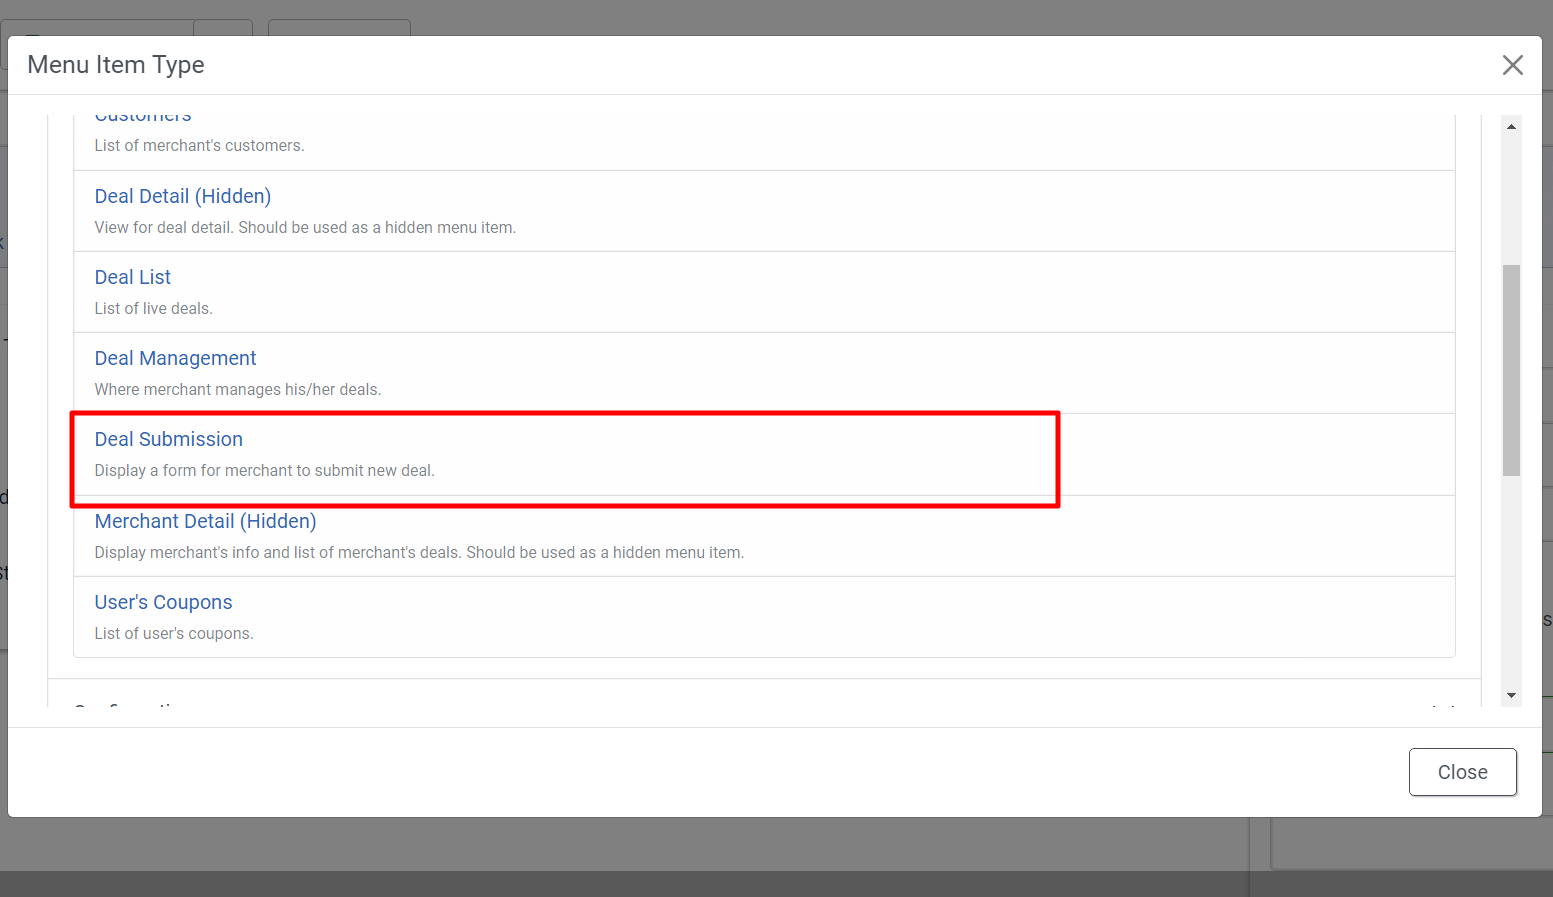 Menu Item Type
Customers
List of merchant's customers.
Deal Detail (Hidden)
View for deal detail. Should be used as a hidden menu item.
Deal List
List of live deals.
Deal Management
Where merchant manages his/her deals.
Deal Submission
Display a form for merchant to submit new deal.
Merchant Detail (Hidden)
Display merchant's info and list of merchant's deals. Should be used as a hidden menu item.
User's Coupons
List of user's coupons.
Close